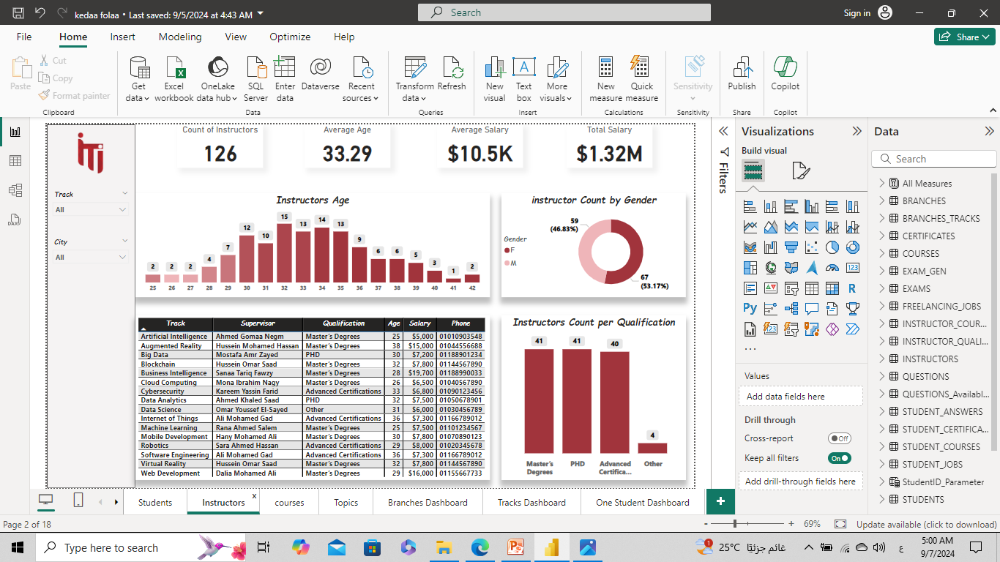 kedaa folaa • Last saved: 9/5/2024 at 4:43 AM
Search
Sign in
File Home Insert Modeling View Optimize Help
Share
Paste
Cut
Copy
Format painter
Clipboard
Get data
Excel workbook
OneLake data hub
SQL Server
Enter data
Dataverse
Recent sources
Data
Transform data
Refresh
Queries
New visual
Text box
More visuals
Insert
New measure
Quick measure
Calculations
Sensitivity
Sensitivity
Publish
Share
Copilot
Copilot
iTi
Track
All
City
All
Count of Instructors
126
Average Age
33.29
Average Salary
$10.5K
Total Salary
$1.32M
Instructors Age
2 2 2 4 7 12 10 15 13 14 13 9 6 6 5 3 1 2
25 26 27 28 29 30 31 32 33 34 35 36 37 38 39 40 41 42
instructor Count by Gender
Gender
F
M
59
(46.83%)
67
(53.17%)
Track Supervisor Qualification Age Salary Phone
Artificial Intelligence Ahmed Gomaa Negm Master's Degrees 25 $5,000 01010903548
Augmented Reality Hussein Mohamed Hassan Master's Degrees 38 $15,000 01044556688
Big Data Mostafa Amr Zayed PHD 30 $7,200 01188901234
Blockchain Hussein Omar Saad Master's Degrees 32 $7,800 01144567890
Business Intelligence Sanaa Tariq Fawzy Master's Degrees 28 $19,700 01188990033
Cloud Computing Mona Ibrahim Nagy Master's Degrees 26 $6,500 01040567890
Cybersecurity Kareem Yassin Farid Advanced Certifications 33 $6,800 01090123456
Data Analytics Ahmed Khaled Saad PHD 32 $7,500 01050678901
Data Science Omar Youssef El-Sayed Other 31 $6,000 01030456789
Internet of Things Ali Mohamed Gad Advanced Certifications 36 $7,300 01166789012
Machine Learning Rana Ahmed Salem Master's Degrees 25 $7,500 01101234567
Mobile Development Hany Mohamed Ali Master's Degrees 30 $7,800 01070890123
Robotics Sara Ahmed Hassan Advanced Certifications 29 $8,000 01020345678
Software Engineering Ali Mohamed Gad Advanced Certifications 36 $7,300 01166789012
Virtual Reality Hussein Omar Saad Master's Degrees 32 $7,800 01144567890
Web Development Dalia Mohamed Ali Master's Degrees 29 $16,000 01155667733
Instructors Count per Qualification
41 41 40 4
Master's Degrees
PHD
Advanced Certifica...
Other
Filters
Visualizations
Build visual
123
R
Py
123
...
Values
Add data fields here
Drill through
Cross-report Off
Keep all filters On
Add drill-through fields here
Data
Search
All Measures
BRANCHES
BRANCHES_TRACKS
CERTIFICATES
COURSES
EXAM_GEN
EXAMS
FREELANCING_JOBS
INSTRUCTOR_COUR...
INSTRUCTOR_QUALI...
INSTRUCTORS
QUESTIONS
QUESTIONS_Availabl...
STUDENT_ANSWERS
STUDENT_CERTIFICA...
STUDENT_COURSES
STUDENT_JOBS
StudentID_Parameter
STUDENTS
DAX
Students Instructors x courses Topics Branches Dashboard Tracks Dashboard One Student Dashboard +
Page 2 of 18
- + 69%
Update available (click to download)
Type here to search
1
25°C غائم جزئيًا
ع
5:00 AM
9/7/2024